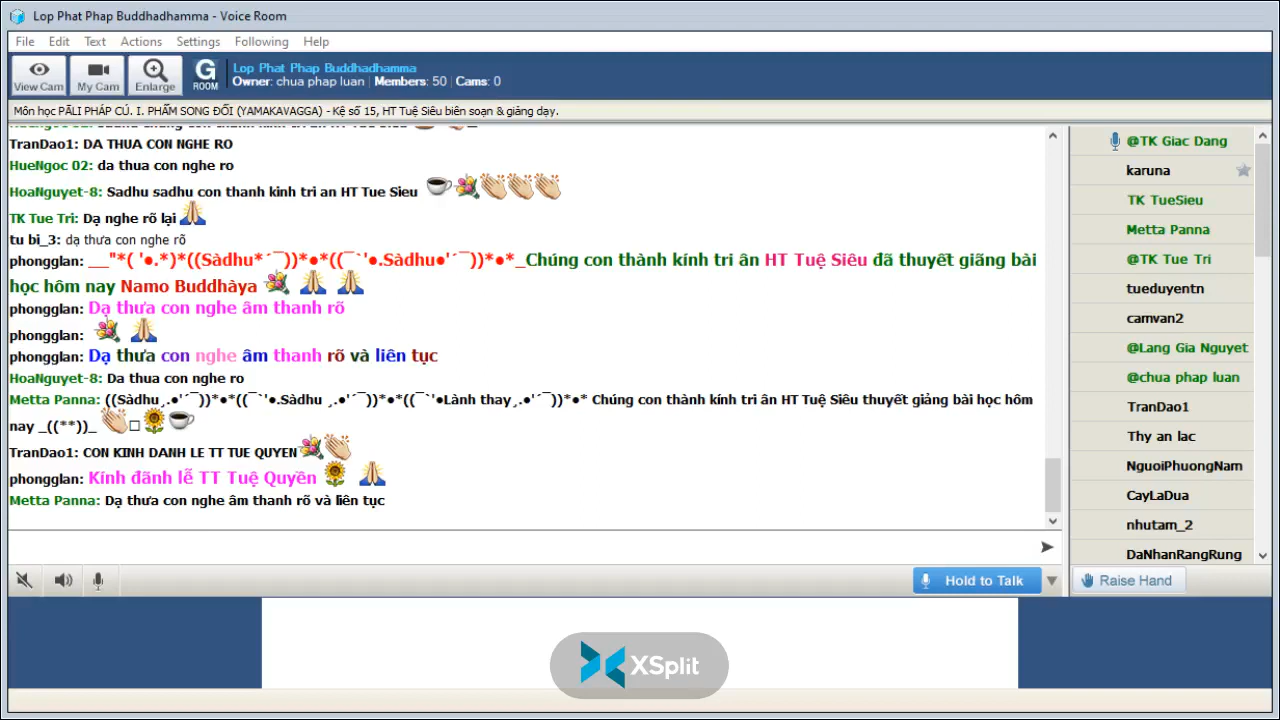 Lop Phat Phap Buddhadhamma - Voice Room
File Edit Text Actions Settings Following Help
View Cam My Cam Enlarge G ROOM
Lop Phat Phap Buddhadhamma
Owner: chua phap luan | Members: 50 | Cams: 0
Môn học PĀLI PHÁP CÚ. I. PHẨM SONG ĐỐI (YAMAKAVAGGA) - Kệ số 15, HT Tuệ Siêu biên soạn & giảng dạy.
TranDao1: DA THUA CON NGHE RO
HueNgoc 02: da thua con nghe ro
HoaNguyet-8: Sadhu sadhu con thanh kinh tri an HT Tue Sieu
TK Tue Tri: Dạ nghe rõ lại
tu bi_3: dạ thưa con nghe rõ
phongglan: __"*( '●.*)*((Sàdhu*´¯))*●*((¯`'●.Sàdhu●'´¯))*●*_Chúng con thành kính tri ân HT Tuệ Siêu đã thuyết giãng bài
học hôm nay Namo Buddhàya
phongglan: Dạ thưa con nghe âm thanh rõ
phongglan:
phongglan: Dạ thưa con nghe âm thanh rõ và liên tục
HoaNguyet-8: Da thua con nghe ro
Metta Panna: ((Sàdhu¸.●'´¯))*●*((¯`'●.Sàdhu ¸.●'´¯))*●*((¯`'●Lành thay¸.●'´¯))*●* Chúng con thành kính tri ân HT Tuệ Siêu thuyết giảng bài học hôm
nay _((**))_
TranDao1: CON KINH DANH LE TT TUE QUYEN
phongglan: Kính đãnh lễ TT Tuệ Quyền
Metta Panna: Dạ thưa con nghe âm thanh rõ và liên tục
@TK Giac Dang
karuna
TK TueSieu
Metta Panna
@TK Tue Tri
tueduyentn
camvan2
@Lang Gia Nguyet
@chua phap luan
TranDao1
Thy an lac
NguoiPhuongNam
CayLaDua
nhutam_2
DaNhanRangRung
Hold to Talk
Raise Hand
XSplit